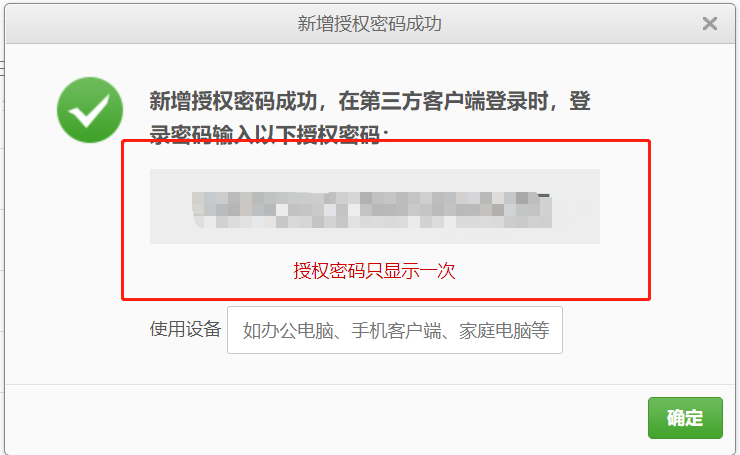 新增授权密码成功
新增授权密码成功，在第三方客户端登录时，登
录密码输入以下授权密码：
授权密码只显示一次
使用设备 如办公电脑、手机客户端、家庭电脑等
确定